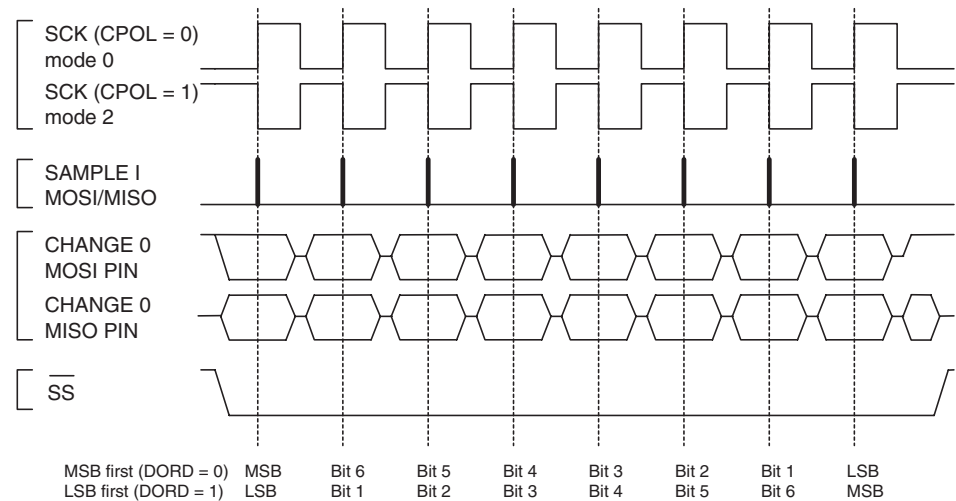 SCK (CPOL = 0)
mode 0
SCK (CPOL = 1)
mode 2
SAMPLE I
MOSI/MISO
CHANGE 0
MOSI PIN
CHANGE 0
MISO PIN
SS
MSB first (DORD = 0) MSB Bit 6 Bit 5 Bit 4 Bit 3 Bit 2 Bit 1 LSB
LSB first (DORD = 1) LSB Bit 1 Bit 2 Bit 3 Bit 4 Bit 5 Bit 6 MSB